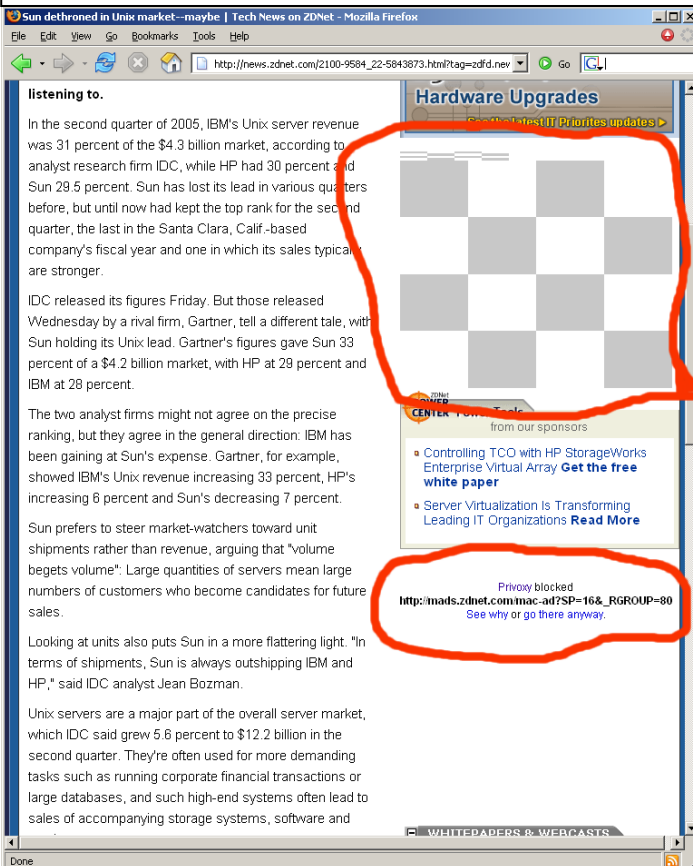 Sun dethroned in Unix market--maybe | Tech News on ZDNet - Mozilla Firefox
File Edit View Go Bookmarks Tools Help
http://news.zdnet.com/2100-9584_22-5843873.html?tag=zdfd.nev Go G
listening to.
In the second quarter of 2005, IBM's Unix server revenue
was 31 percent of the $4.3 billion market, according to
analyst research firm IDC, while HP had 30 percent and
Sun 29.5 percent. Sun has lost its lead in various quarters
before, but until now had kept the top rank for the second
quarter, the last in the Santa Clara, Calif.-based
company's fiscal year and one in which its sales typically
are stronger.
IDC released its figures Friday. But those released
Wednesday by a rival firm, Gartner, tell a different tale, with
Sun holding its Unix lead. Gartner's figures gave Sun 33
percent of a $4.2 billion market, with HP at 29 percent and
IBM at 28 percent.
The two analyst firms might not agree on the precise
ranking, but they agree in the general direction: IBM has
been gaining at Sun's expense. Gartner, for example,
showed IBM's Unix revenue increasing 33 percent, HP's
increasing 6 percent and Sun's decreasing 7 percent.
Sun prefers to steer market-watchers toward unit
shipments rather than revenue, arguing that "volume
begets volume": Large quantities of servers mean large
numbers of customers who become candidates for future
sales.
Looking at units also puts Sun in a more flattering light. "In
terms of shipments, Sun is always outshipping IBM and
HP," said IDC analyst Jean Bozman.
Unix servers are a major part of the overall server market,
which IDC said grew 5.6 percent to $12.2 billion in the
second quarter. They're often used for more demanding
tasks such as running corporate financial transactions or
large databases, and such high-end systems often lead to
sales of accompanying storage systems, software and
Hardware Upgrades
See the latest IT Priorites updates
ZDNet
POWER
CENTER Power Tools
from our sponsors
Controlling TCO with HP StorageWorks
Enterprise Virtual Array Get the free
white paper
Server Virtualization Is Transforming
Leading IT Organizations Read More
Privoxy blocked
http://mads.zdnet.com/mac-ad?SP=16&_RGROUP=80
See why or go there anyway.
WHITEPAPERS & WEBCASTS
Done